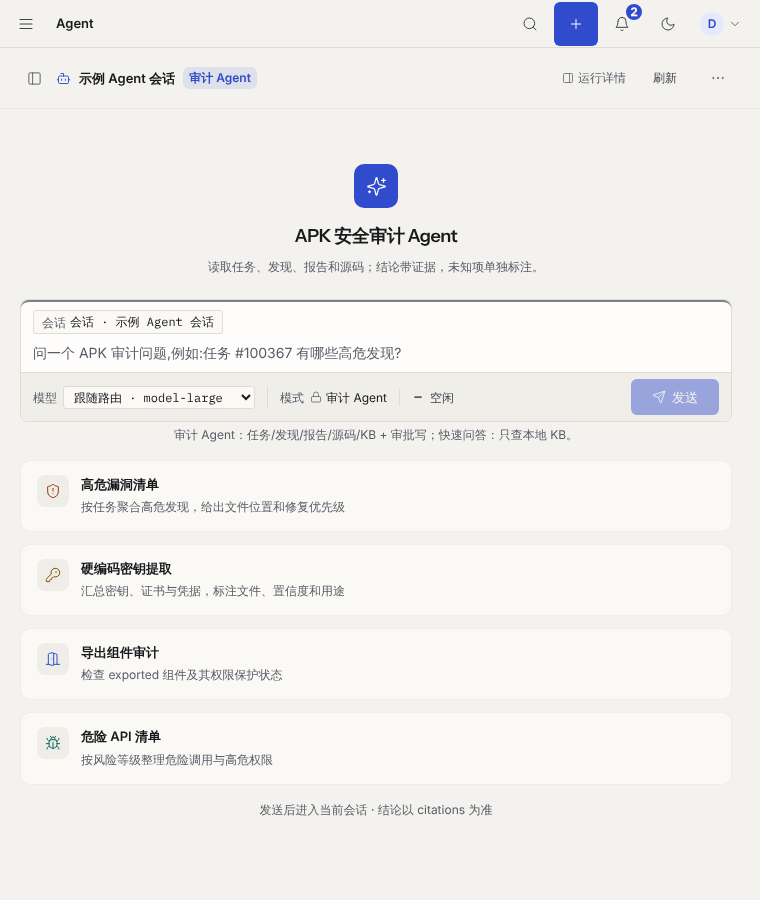 Agent
2
D
示例 Agent 会话
审计 Agent
运行详情
刷新
APK 安全审计 Agent
读取任务、发现、报告和源码；结论带证据，未知项单独标注。
会话 会话 · 示例 Agent 会话
问一个 APK 审计问题,例如:任务 #100367 有哪些高危发现?
模型 跟随路由 · model-large 模式 审计 Agent 空闲 发送
审计 Agent：任务/发现/报告/源码/KB + 审批写；快速问答：只查本地 KB。
高危漏洞清单
按任务聚合高危发现，给出文件位置和修复优先级
硬编码密钥提取
汇总密钥、证书与凭据，标注文件、置信度和用途
导出组件审计
检查 exported 组件及其权限保护状态
危险 API 清单
按风险等级整理危险调用与高危权限
发送后进入当前会话 · 结论以 citations 为准